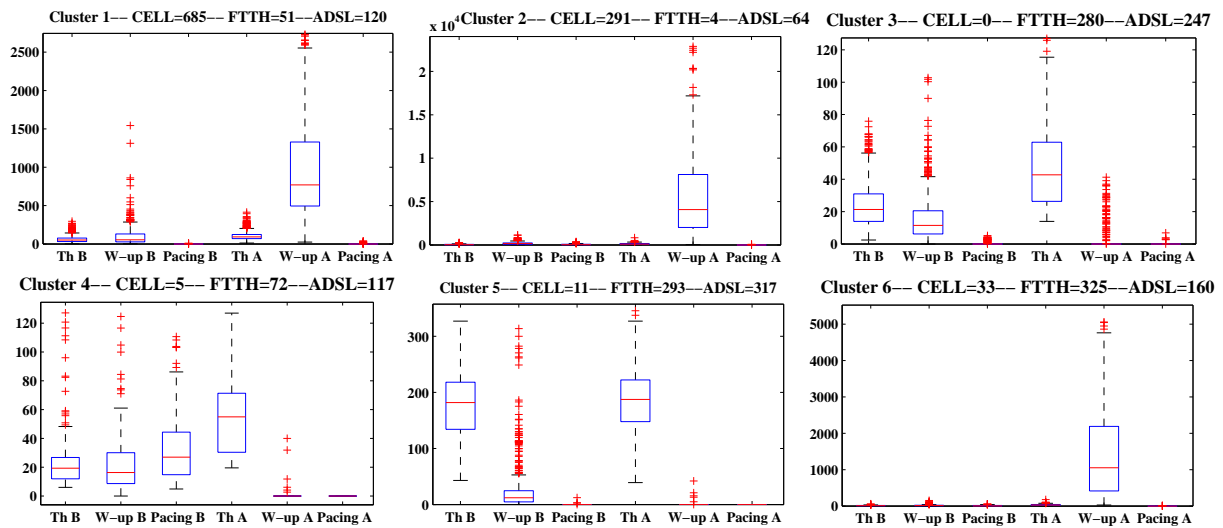 Cluster 1−− CELL=685−− FTTH=51−−ADSL=120
2500
2000
1500
1000
500
0
Th B W−up B Pacing B Th A W−up A Pacing A
Cluster 2−− CELL=291−− FTTH=4−−ADSL=64
x 10^4
2
1.5
1
0.5
0
Th B W−up B Pacing B Th A W−up A Pacing A
Cluster 3−− CELL=0−− FTTH=280−−ADSL=247
120
100
80
60
40
20
0
Th B W−up B Pacing B Th A W−up A Pacing A
Cluster 4−− CELL=5−− FTTH=72−−ADSL=117
120
100
80
60
40
20
0
Th B W−up B Pacing B Th A W−up A Pacing A
Cluster 5−− CELL=11−− FTTH=293−−ADSL=317
300
200
100
0
Th B W−up B Pacing B Th A W−up A Pacing A
Cluster 6−− CELL=33−− FTTH=325−−ADSL=160
5000
4000
3000
2000
1000
0
Th B W−up B Pacing B Th A W−up A Pacing A